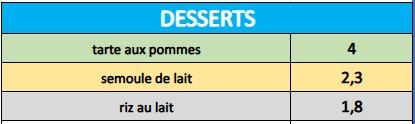 DESSERTS
tarte aux pommes 4
semoule de lait 2,3
riz au lait 1,8